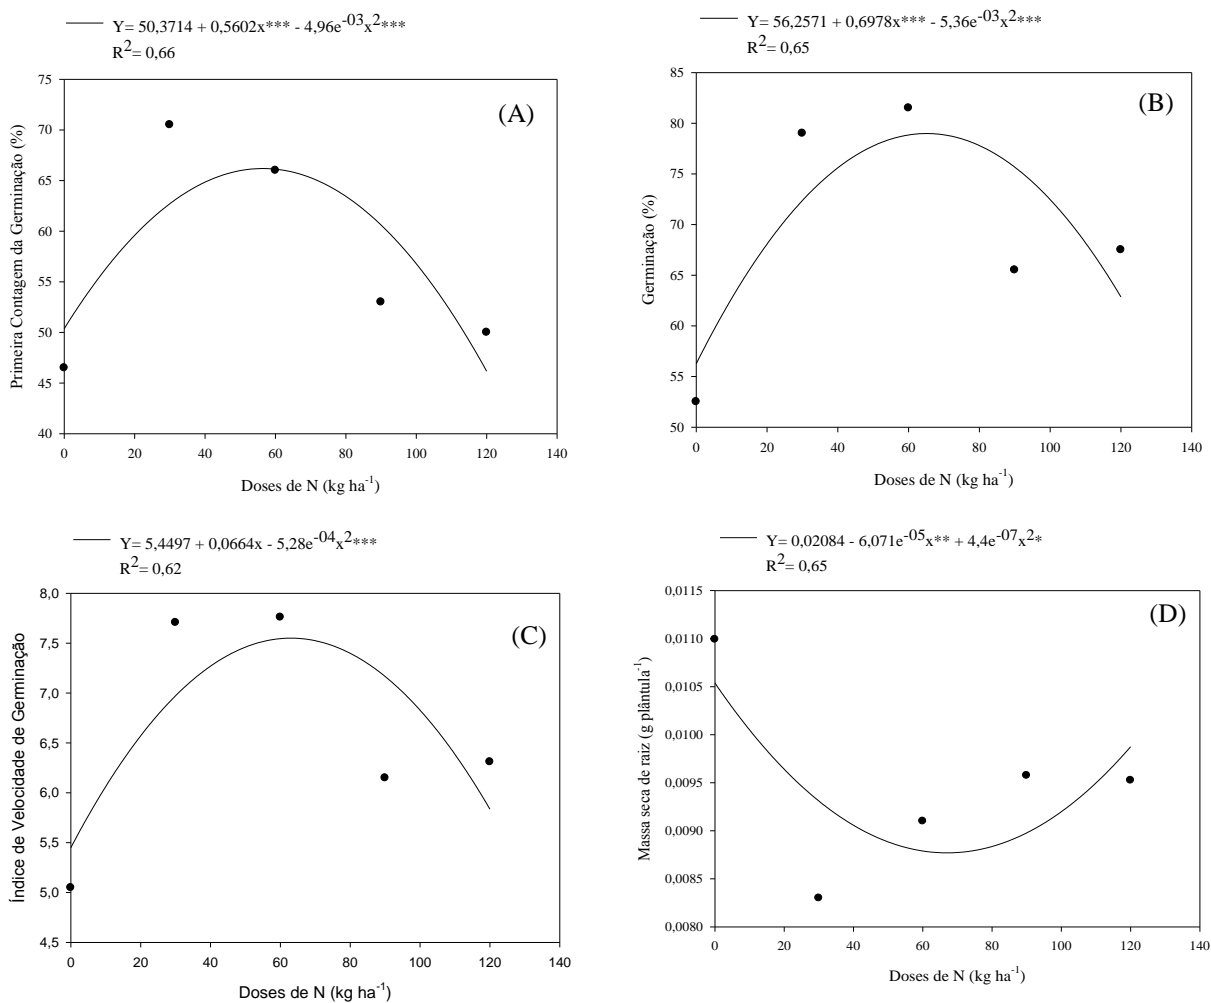 Y= 50,3714 + 0,5602x*** - 4,96e-03x2***
R2= 0,66
(A)
Primeira Contagem da Germinação (%)
75
70
65
60
55
50
45
40
0 20 40 60 80 100 120 140
Doses de N (kg ha-1)
Y= 56,2571 + 0,6978x*** - 5,36e-03x2***
R2= 0,65
(B)
Germinação (%)
85
80
75
70
65
60
55
50
0 20 40 60 80 100 120 140
Doses de N (kg ha-1)
Y= 5,4497 + 0,0664x - 5,28e-04x2***
R2= 0,62
(C)
Índice de Velocidade de Germinação
8,0
7,5
7,0
6,5
6,0
5,5
5,0
4,5
0 20 40 60 80 100 120 140
Doses de N (kg ha-1)
Y= 0,02084 - 6,071e-05x** + 4,4e-07x2*
R2= 0,65
(D)
Massa seca de raiz (g plântula-1)
0,0115
0,0110
0,0105
0,0100
0,0095
0,0090
0,0085
0,0080
0 20 40 60 80 100 120 140
Doses de N (kg ha-1)